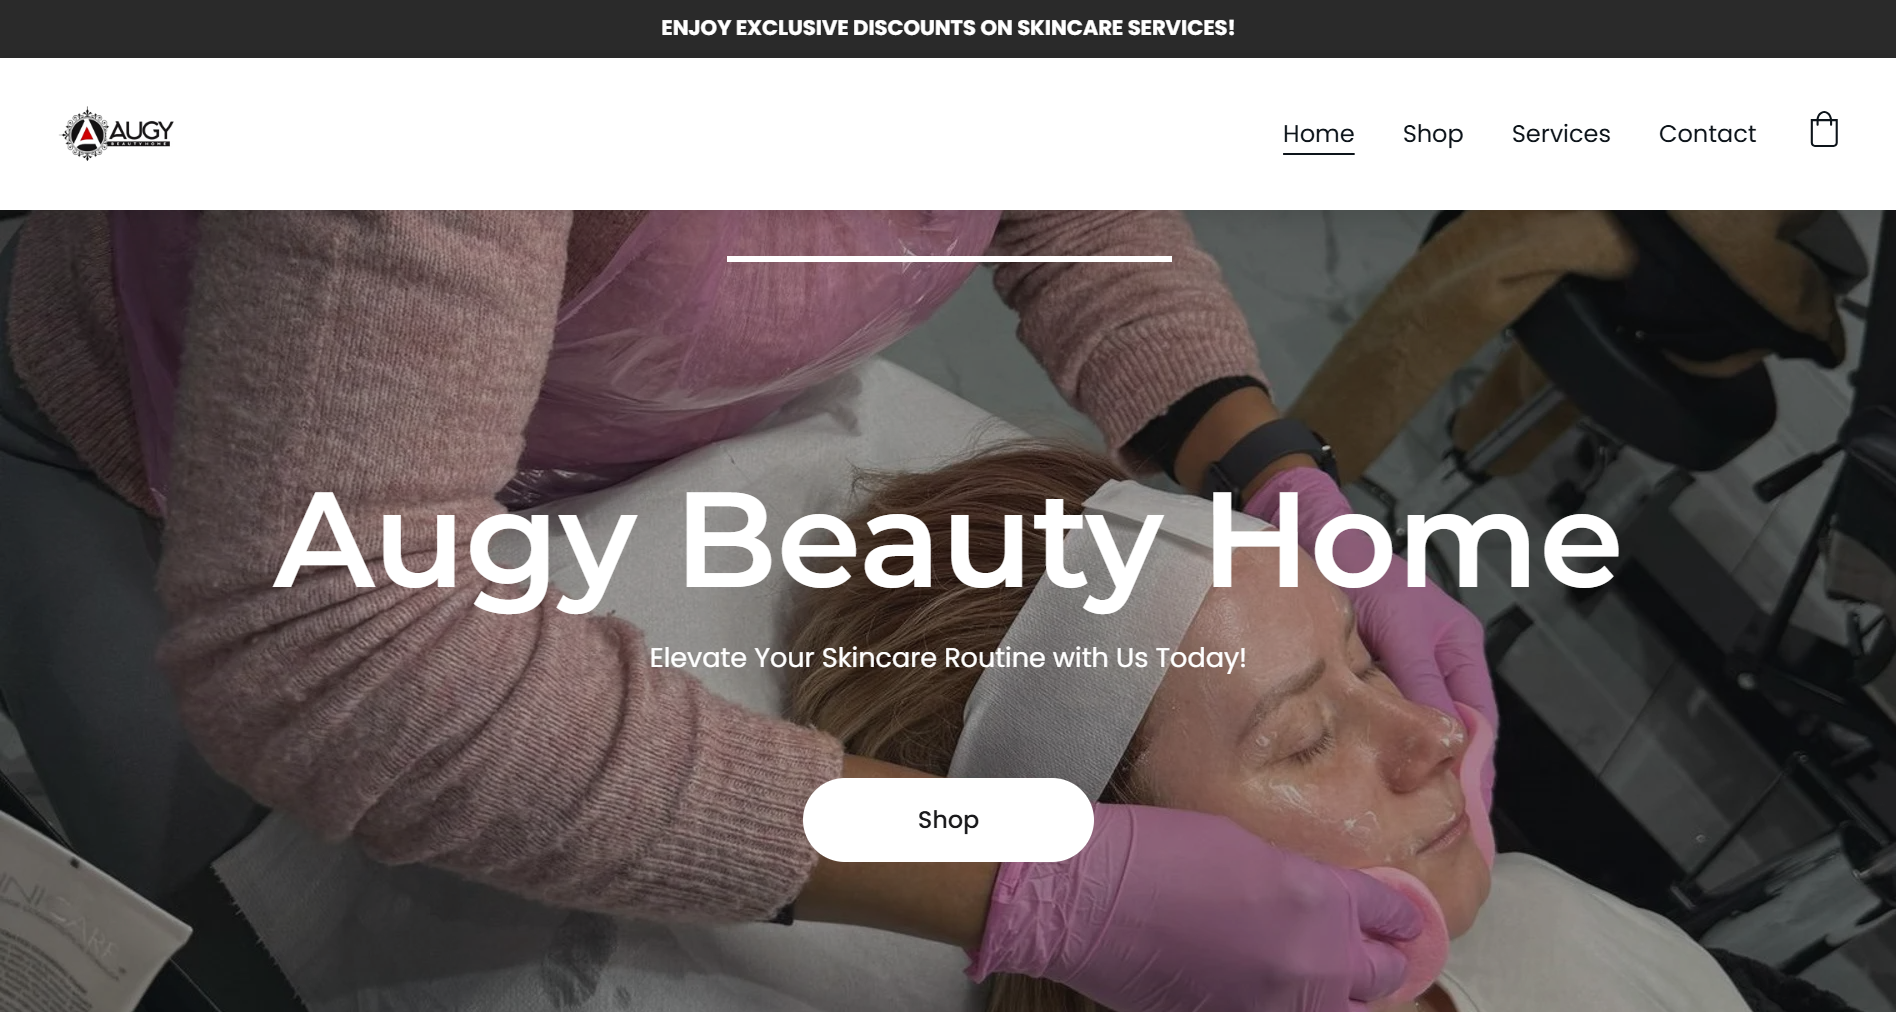 ENJOY EXCLUSIVE DISCOUNTS ON SKINCARE SERVICES!
AUGY
BEAUTYHOME
Home
Shop
Services
Contact
Augy Beauty Home
Elevate Your Skincare Routine with Us Today!
Shop